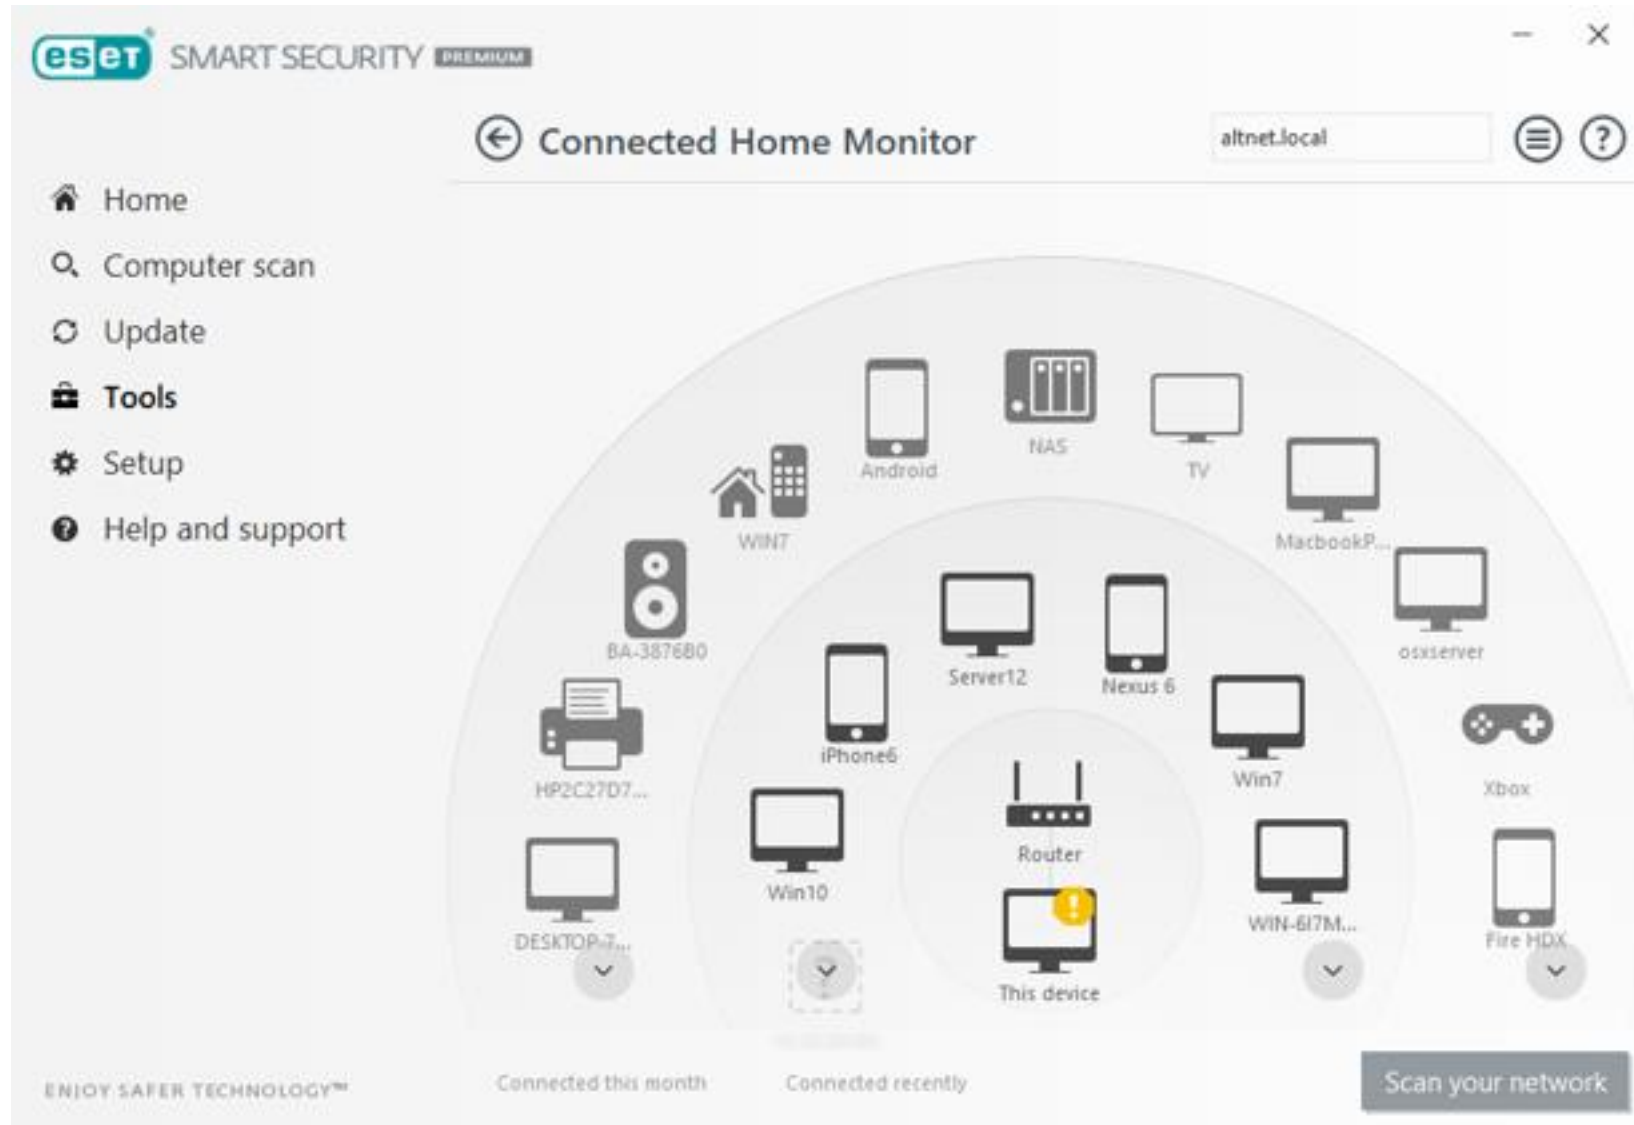 eseT® SMART SECURITY PREMIUM
Connected Home Monitor
altnet.local
Home
Computer scan
Update
Tools
Setup
Help and support
NAS
Android
TV
WIN7
MacbookP...
BA-3876B0
osxserver
Server12
Nexus 6
iPhone6
Win7
HP2C27D7...
Xbox
Router
Win10
WIN-6I7M...
DESKTOP-7...
Fire HDX
This device
ENJOY SAFER TECHNOLOGY™
Connected this month
Connected recently
Scan your network